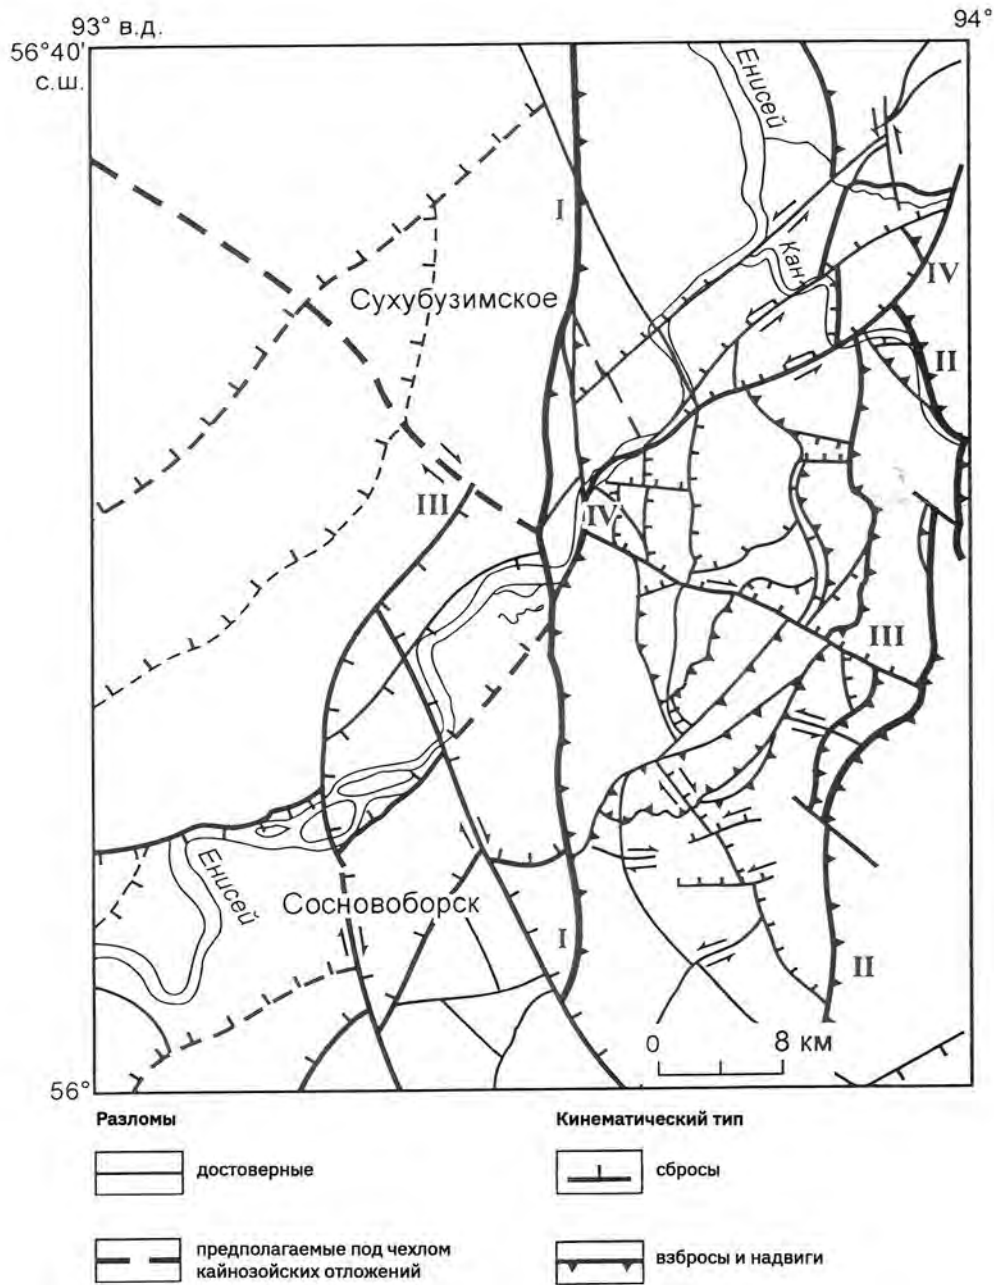 93° в.д.
94°
56°40'
с.ш.
Енисей
I
Кан
IV
Сухубузимское
II
III
IV
III
Енисей
Сосновоборск
I
II
0 8 км
56°
Разломы
Кинематический тип
достоверные
сбросы
предполагаемые под чехлом
кайнозойских отложений
взбросы и надвиги